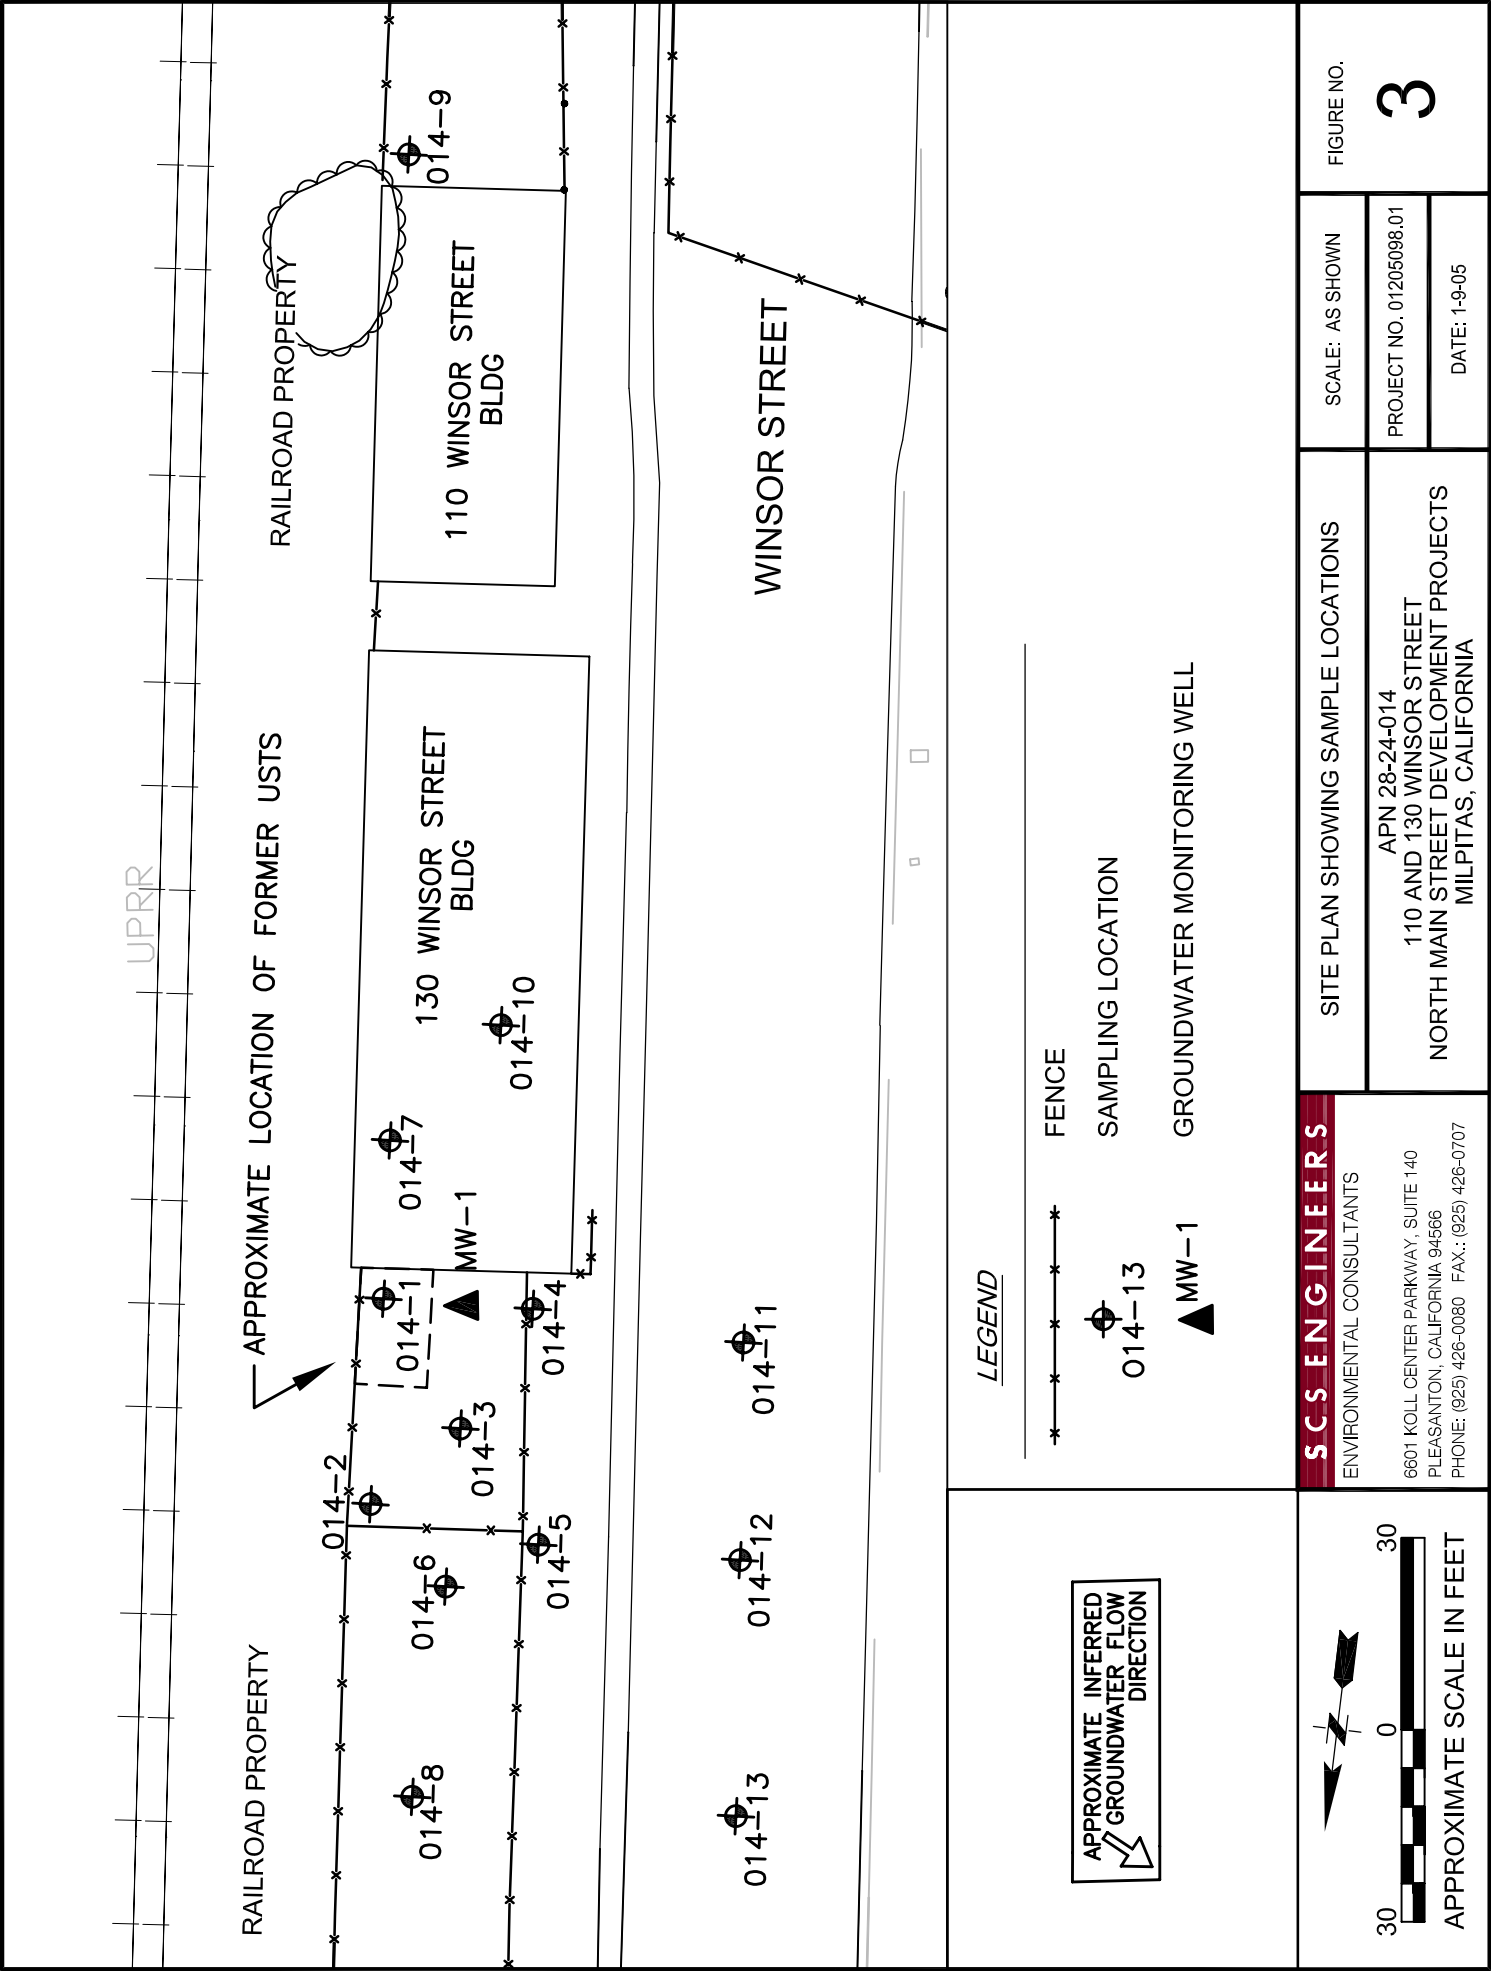 UPRR
RAILROAD PROPERTY
RAILROAD PROPERTY
APPROXIMATE LOCATION OF FORMER USTS
014-2
014-1
014-7
014-9
110 WINSOR STREET
BLDG
130 WINSOR STREET
BLDG
014-8
014-6
014-3
MW-1
014-10
014-5
014-4
014-13
014-12
014-11
WINSOR STREET
LEGEND
FENCE
014-13
SAMPLING LOCATION
MW-1
GROUNDWATER MONITORING WELL
APPROXIMATE INFERRED
GROUNDWATER FLOW
DIRECTION
30 0 30
APPROXIMATE SCALE IN FEET
SCS ENGINEERS
ENVIRONMENTAL CONSULTANTS
6601 KOLL CENTER PARKWAY, SUITE 140
PLEASANTON, CALIFORNIA 94566
PHONE: (925) 426-0080 FAX.: (925) 426-0707
SITE PLAN SHOWING SAMPLE LOCATIONS
APN 28-24-014
110 AND 130 WINSOR STREET
NORTH MAIN STREET DEVELOPMENT PROJECTS
MILPITAS, CALIFORNIA
SCALE: AS SHOWN
PROJECT NO. 01205098.01
DATE: 1-9-05
FIGURE NO.
3